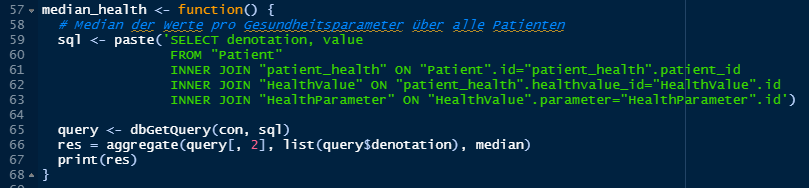 57 median_health <- function() {
58 # Median der Werte pro Gesundheitsparameter über alle Patienten
59 sql <- paste('SELECT denotation, value
60 FROM "Patient"
61 INNER JOIN "patient_health" ON "Patient".id="patient_health".patient_id
62 INNER JOIN "HealthValue" ON "patient_health".healthvalue_id="HealthValue".id
63 INNER JOIN "HealthParameter" ON "HealthValue".parameter="HealthParameter".id')
64
65 query <- dbGetQuery(con, sql)
66 res = aggregate(query[, 2], list(query$denotation), median)
67 print(res)
68 }